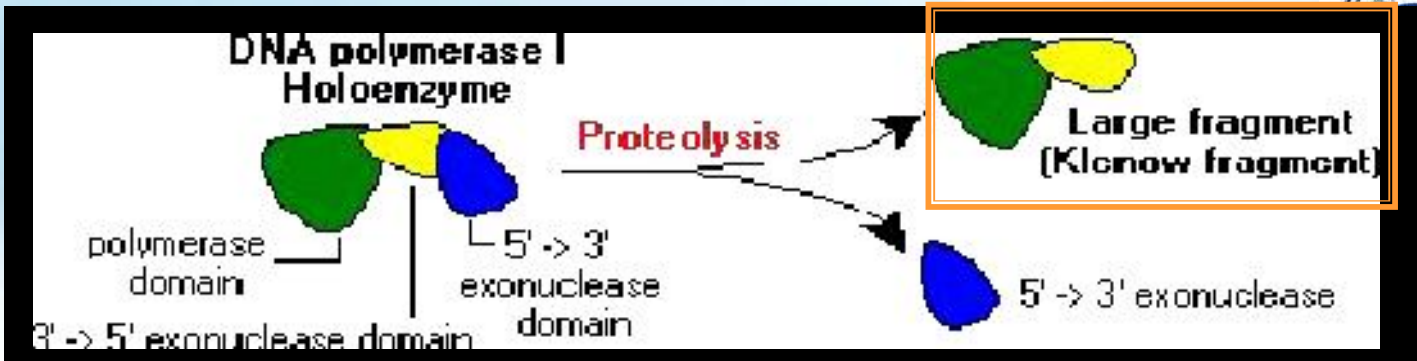 DNA polymerase I
Holoenzyme
Proteolysis
Large fragment
(Klenow fragment)
polymerase
domain
5' -> 3'
exonuclease
domain
3' -> 5' exonuclease domain
5' -> 3' exonuclease